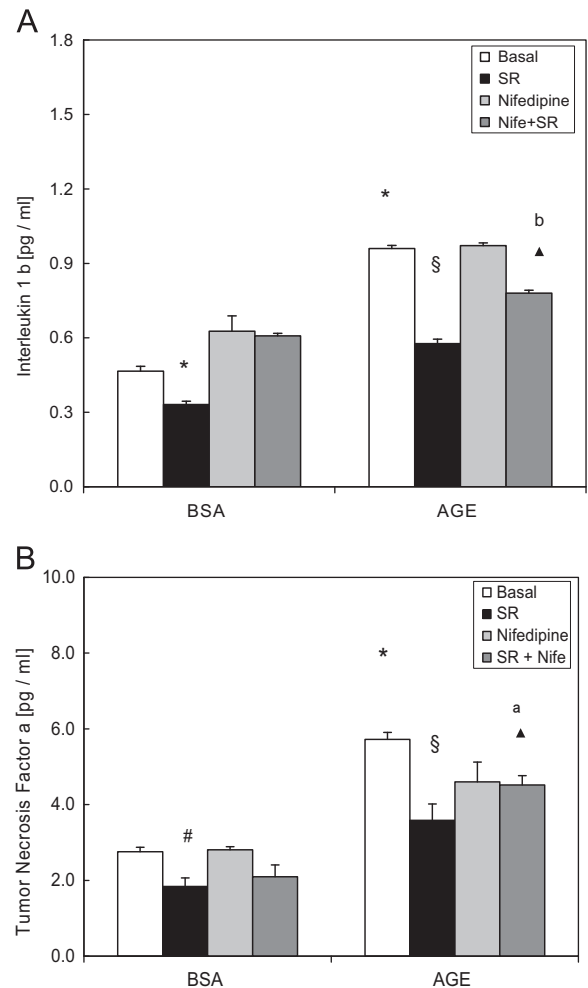 A
1.8
1.5
1.2
0.9
0.6
0.3
0.0
Interleukin 1 b [pg / ml]
Basal
SR
Nifedipine
Nife+SR
*
*
§
b
▲
BSA
AGE
B
10.0
8.0
6.0
4.0
2.0
0.0
Tumor Necrosis Factor a [pg / ml]
Basal
SR
Nifedipine
SR + Nife
#
*
§
a
▲
BSA
AGE